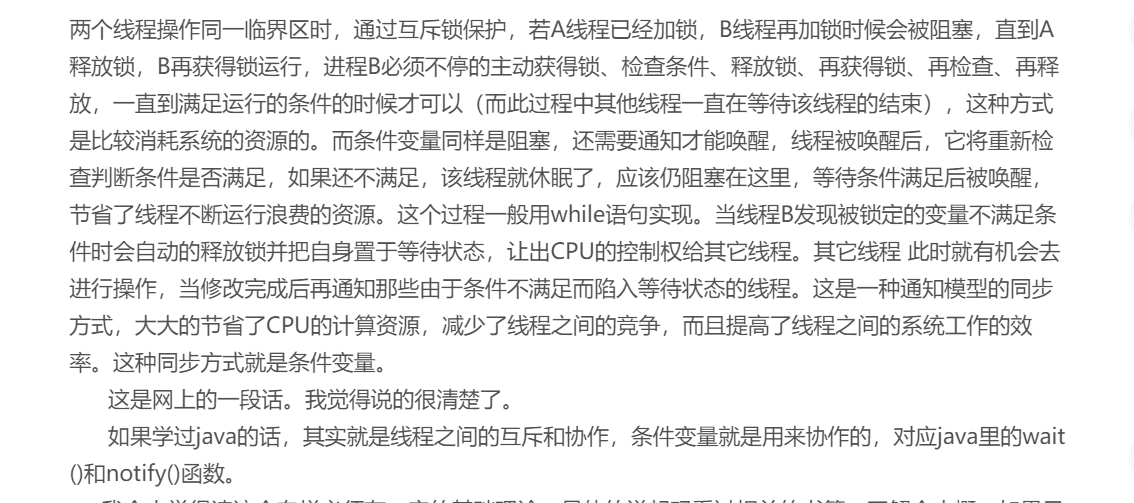 两个线程操作同一临界区时，通过互斥锁保护，若A线程已经加锁，B线程再加锁时候会被阻塞，直到A
释放锁，B再获得锁运行，进程B必须不停的主动获得锁、检查条件、释放锁、再获得锁、再检查、再释
放，一直到满足运行的条件的时候才可以（而此过程中其他线程一直在等待该线程的结束），这种方式
是比较消耗系统的资源的。而条件变量同样是阻塞，还需要通知才能唤醒，线程被唤醒后，它将重新检
查判断条件是否满足，如果还不满足，该线程就休眠了，应该仍阻塞在这里，等待条件满足后被唤醒，
节省了线程不断运行浪费的资源。这个过程一般用while语句实现。当线程B发现被锁定的变量不满足条
件时会自动的释放锁并把自身置于等待状态，让出CPU的控制权给其它线程。其它线程 此时就有机会去
进行操作，当修改完成后再通知那些由于条件不满足而陷入等待状态的线程。这是一种通知模型的同步
方式，大大的节省了CPU的计算资源，减少了线程之间的竞争，而且提高了线程之间的系统工作的效
率。这种同步方式就是条件变量。
这是网上的一段话。我觉得说的很清楚了。
如果学过java的话，其实就是线程之间的互斥和协作，条件变量就是用来协作的，对应java里的wait
()和notify()函数。